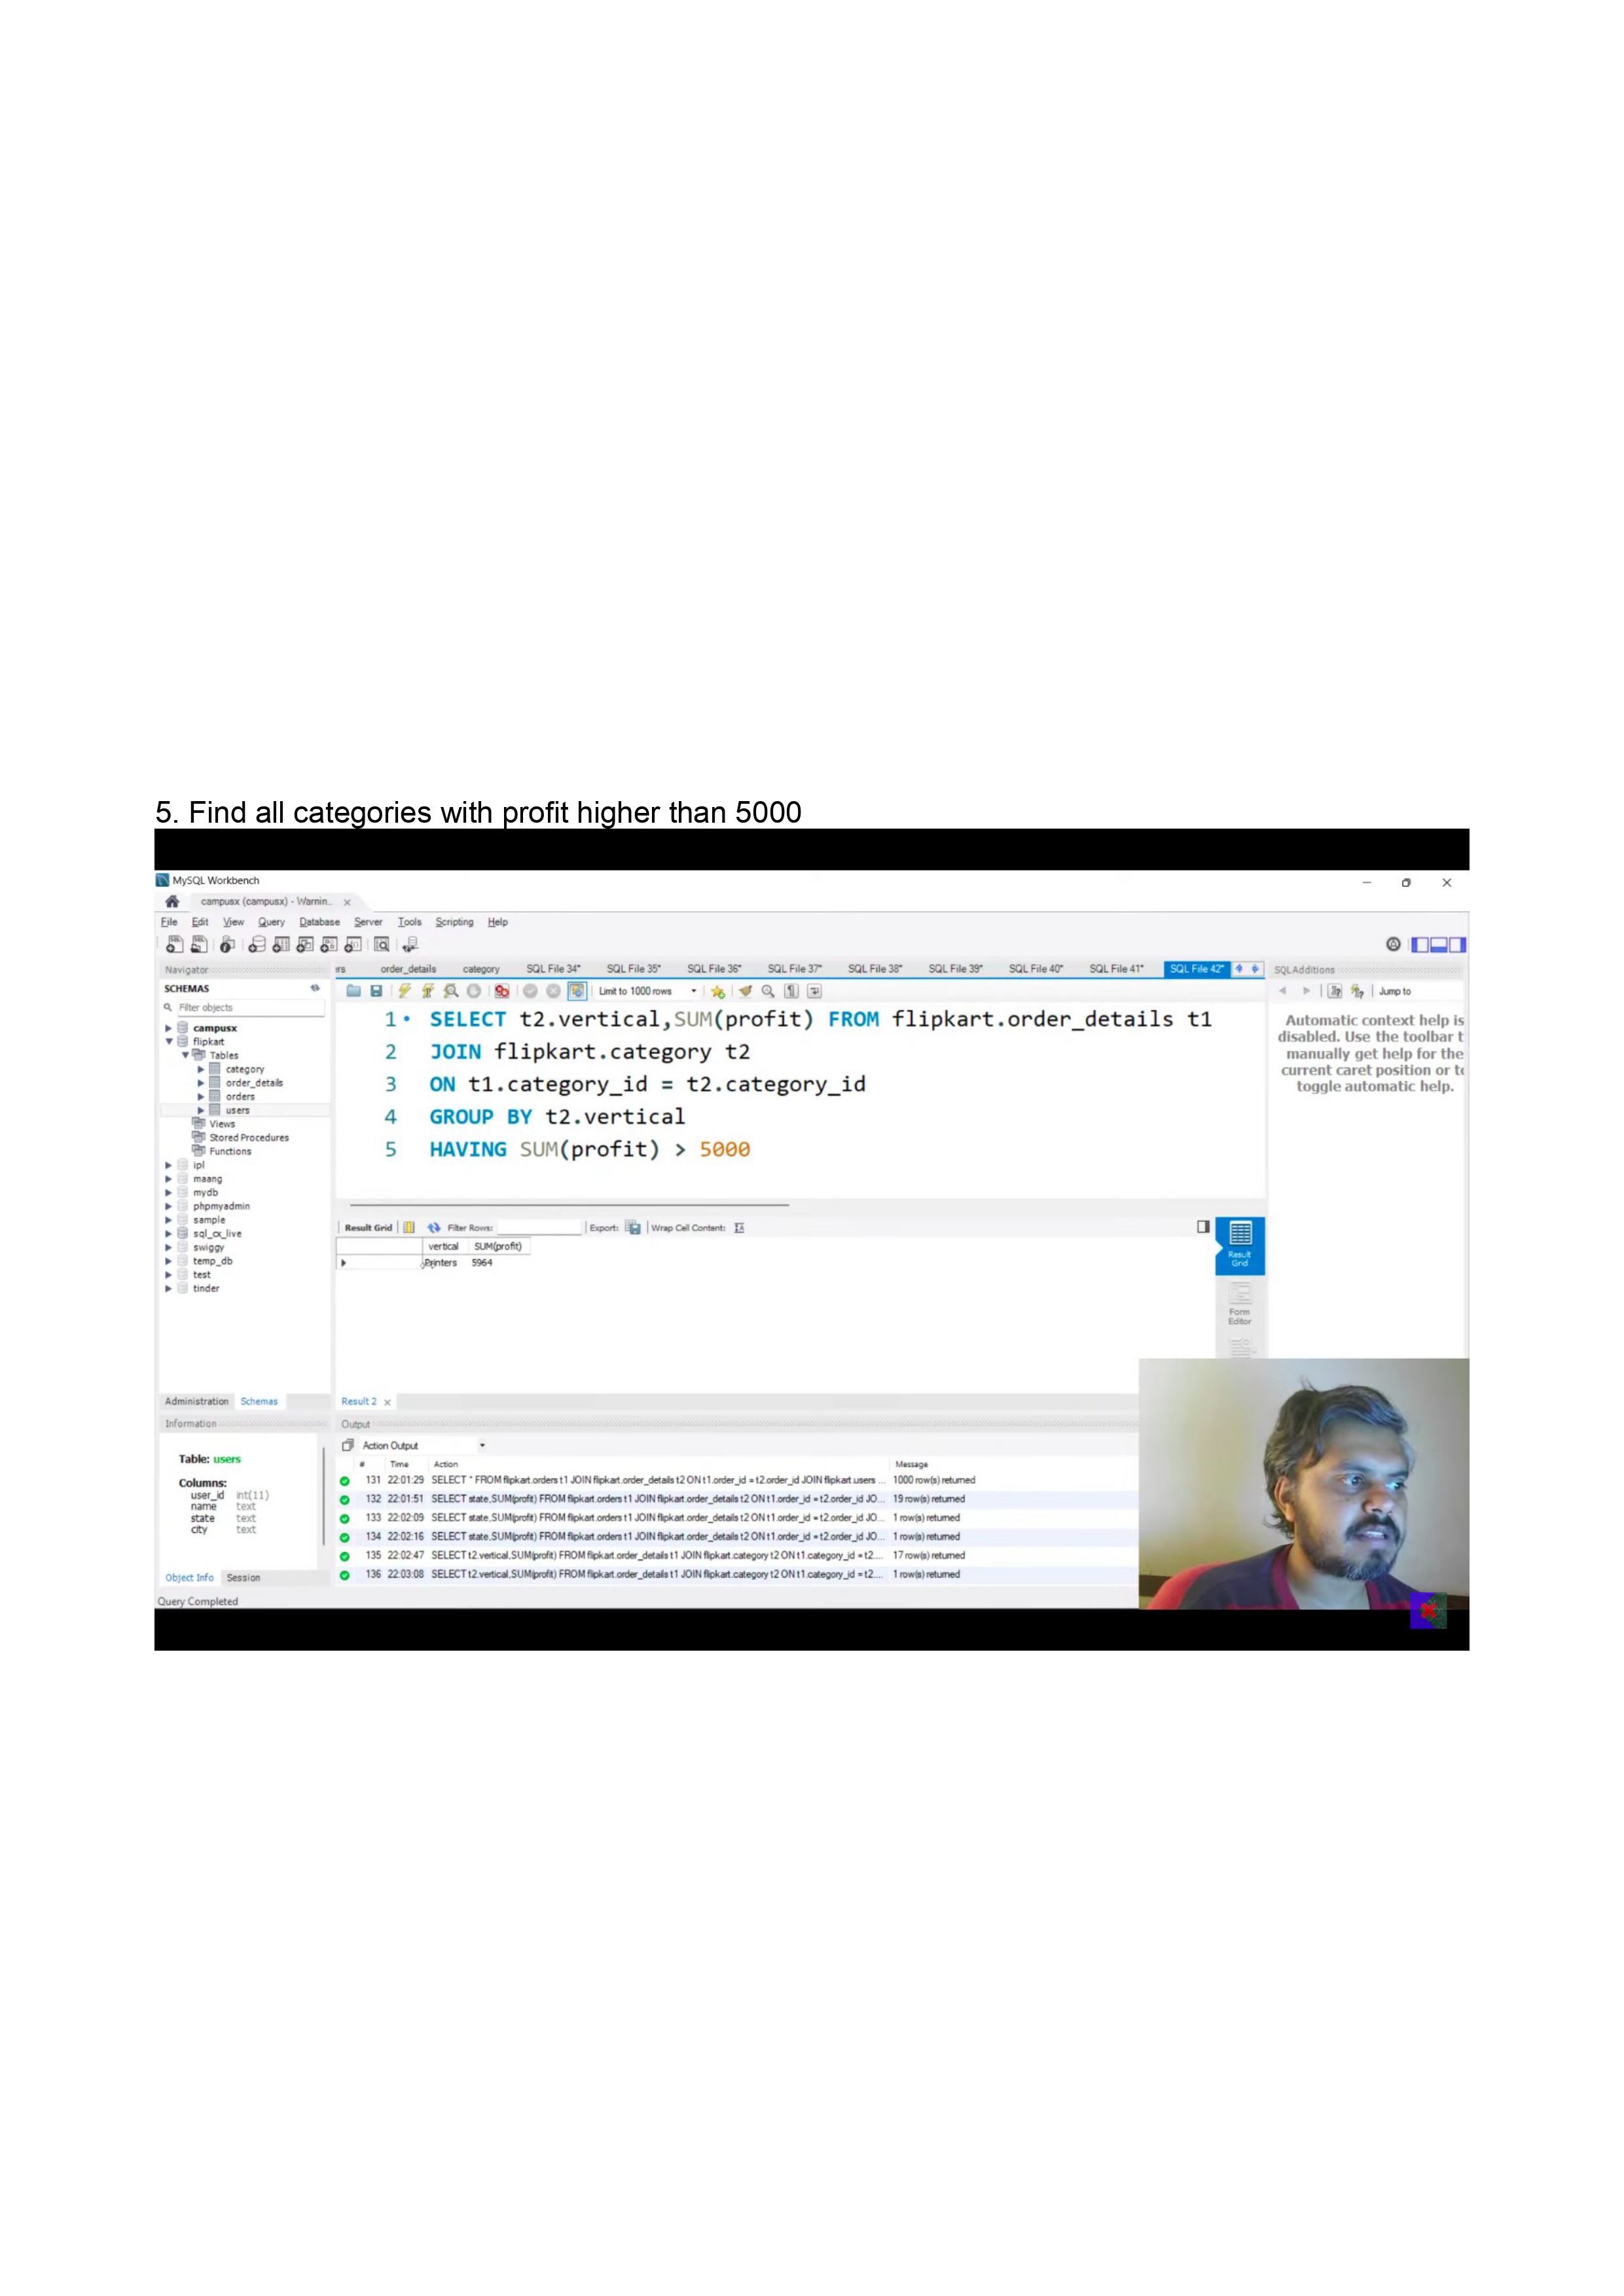 5. Find all categories with profit higher than 5000
MySQL Workbench
campusx (campusx) - Warnin...
File Edit View Query Database Server Tools Scripting Help
Navigator
SCHEMAS
Filter objects
campusx
flipkart
Tables
category
order_details
orders
users
Views
Stored Procedures
Functions
ipl
maang
mydb
phpmyadmin
sample
sql_cx_live
swiggy
temp_db
test
tinder
Administration Schemas
Information
Table: users
Columns:
user_id int(11)
name text
state text
city text
Object Info Session
Query Completed
rs order_details category SQL File 34* SQL File 35* SQL File 36* SQL File 37* SQL File 38* SQL File 39* SQL File 40* SQL File 41* SQL File 42*
Limit to 1000 rows
1 SELECT t2.vertical,SUM(profit) FROM flipkart.order_details t1
2 JOIN flipkart.category t2
3 ON t1.category_id = t2.category_id
4 GROUP BY t2.vertical
5 HAVING SUM(profit) > 5000
Result Grid Filter Rows: Export: Wrap Cell Content:
vertical SUM(profit)
Printers 5964
Result Grid
Form Editor
Result 2
Output
Action Output
# Time Action Message
131 22:01:29 SELECT * FROM flipkart.orders t1 JOIN flipkart.order_details t2 ON t1.order_id = t2.order_id JOIN flipkart.users ... 1000 row(s) returned
132 22:01:51 SELECT state,SUM(profit) FROM flipkart.orders t1 JOIN flipkart.order_details t2 ON t1.order_id = t2.order_id JO... 19 row(s) returned
133 22:02:09 SELECT state,SUM(profit) FROM flipkart.orders t1 JOIN flipkart.order_details t2 ON t1.order_id = t2.order_id JO... 1 row(s) returned
134 22:02:16 SELECT state,SUM(profit) FROM flipkart.orders t1 JOIN flipkart.order_details t2 ON t1.order_id = t2.order_id JO... 1 row(s) returned
135 22:02:47 SELECT t2.vertical,SUM(profit) FROM flipkart.order_details t1 JOIN flipkart.category t2 ON t1.category_id = t2.... 17 row(s) returned
136 22:03:08 SELECT t2.vertical,SUM(profit) FROM flipkart.order_details t1 JOIN flipkart.category t2 ON t1.category_id = t2.... 1 row(s) returned
SQLAdditions
Jump to
Automatic context help is
disabled. Use the toolbar t
manually get help for the
current caret position or to
toggle automatic help.